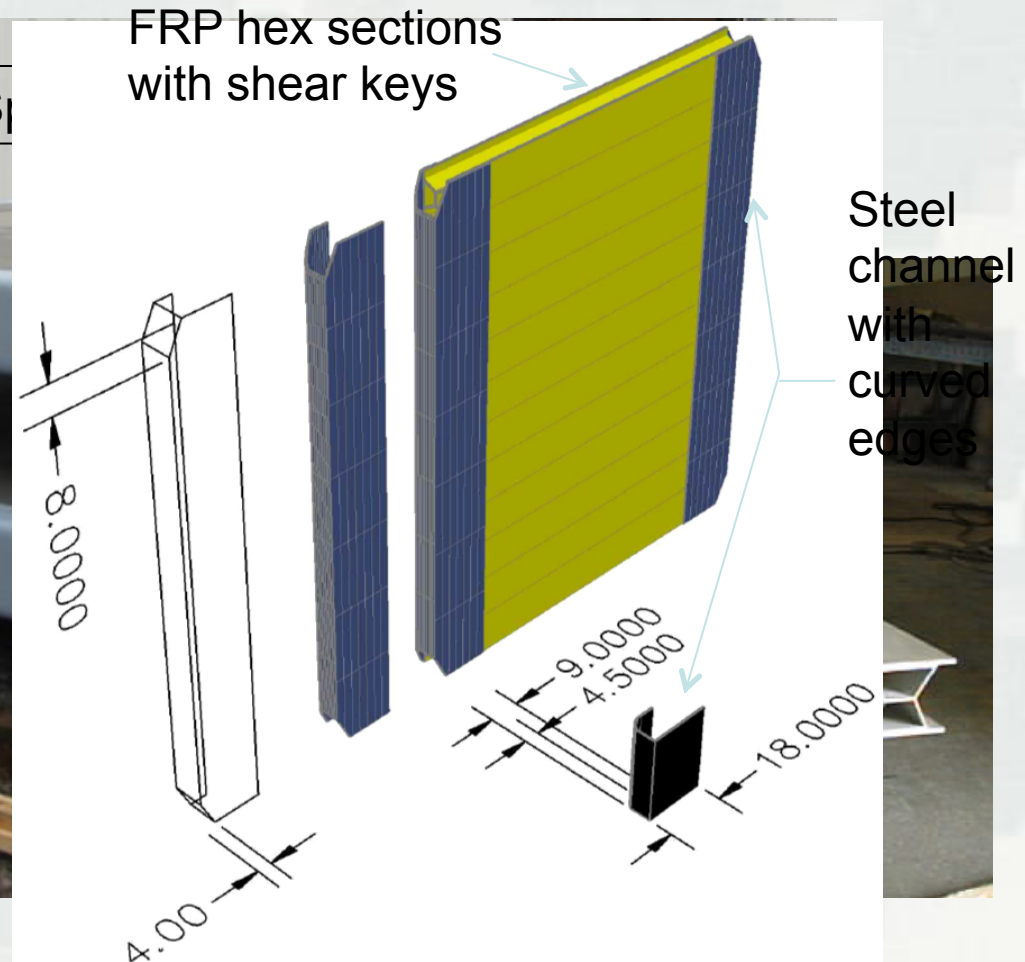 FRP hex sections
with shear keys
Steel
channel
with
curved
edges
8.0000
9.0000
4.5000
18.0000
4.00